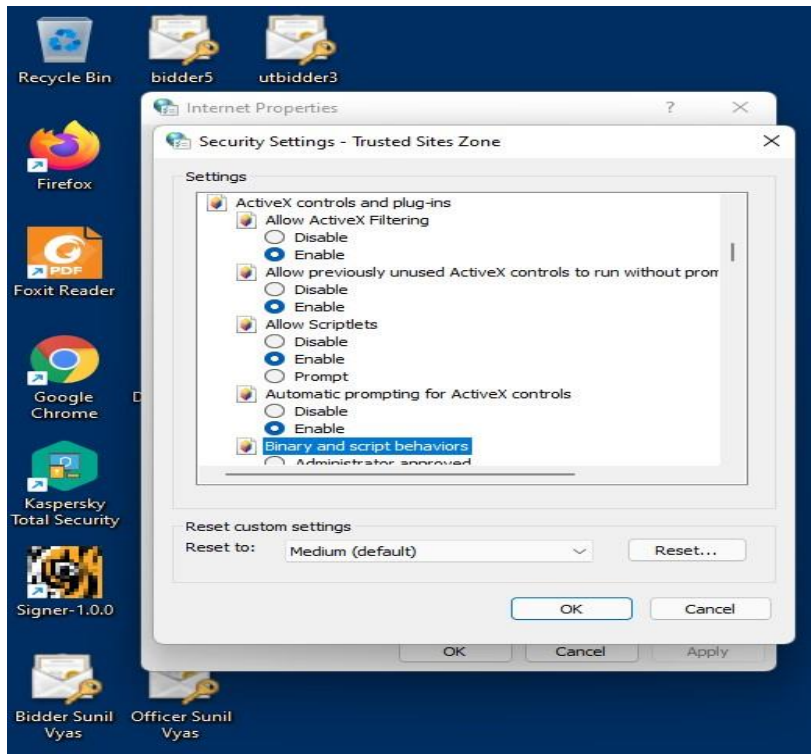 Recycle Bin
bidder5
utbidder3
Internet Properties
Security Settings - Trusted Sites Zone
Firefox
PDF
Foxit Reader
Google
Chrome
D
Kaspersky
Total Security
Signer-1.0.0
Bidder Sunil
Vyas
Officer Sunil
Vyas
Settings
ActiveX controls and plug-ins
Allow ActiveX Filtering
Disable
Enable
Allow previously unused ActiveX controls to run without prom
Disable
Enable
Allow Scriptlets
Disable
Enable
Prompt
Automatic prompting for ActiveX controls
Disable
Enable
Binary and script behaviors
Administrator approved
Reset custom settings
Reset to:
Medium (default)
Reset...
OK
Cancel
OK
Cancel
Apply